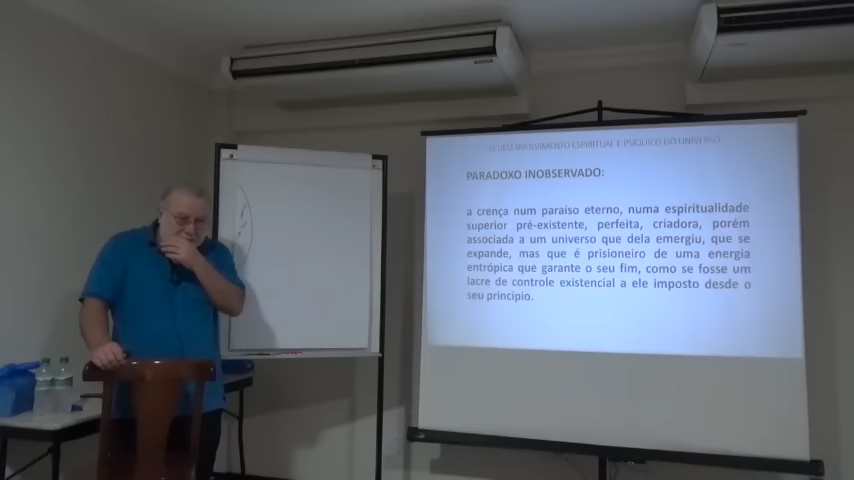 O DESENVOLVIMENTO ESPIRITUAL E PSÍQUICO DO UNIVERSO
PARADOXO INOBSERVADO:
a crença num paraíso eterno, numa espiritualidade
superior pré-existente, perfeita, criadora, porém
associada a um universo que dela emergiu, que se
expande, mas que é prisioneiro de uma energia
entrópica que garante o seu fim, como se fosse um
lacre de controle existencial a ele imposto desde o
seu princípio.